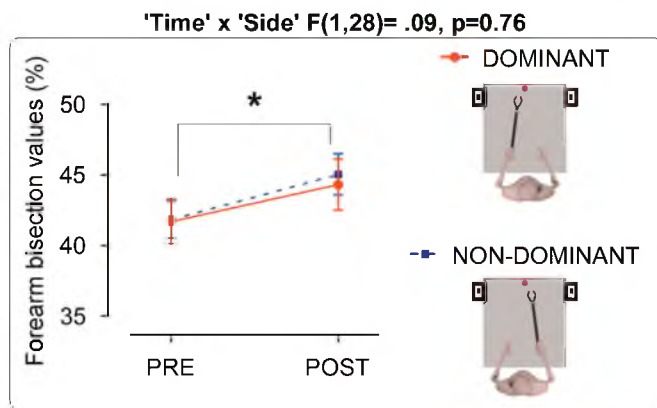 'Time' x 'Side' F(1,28)= .09, p=0.76
Forearm bisection values (%)
50
45
40
35
*
PRE
POST
DOMINANT
NON-DOMINANT